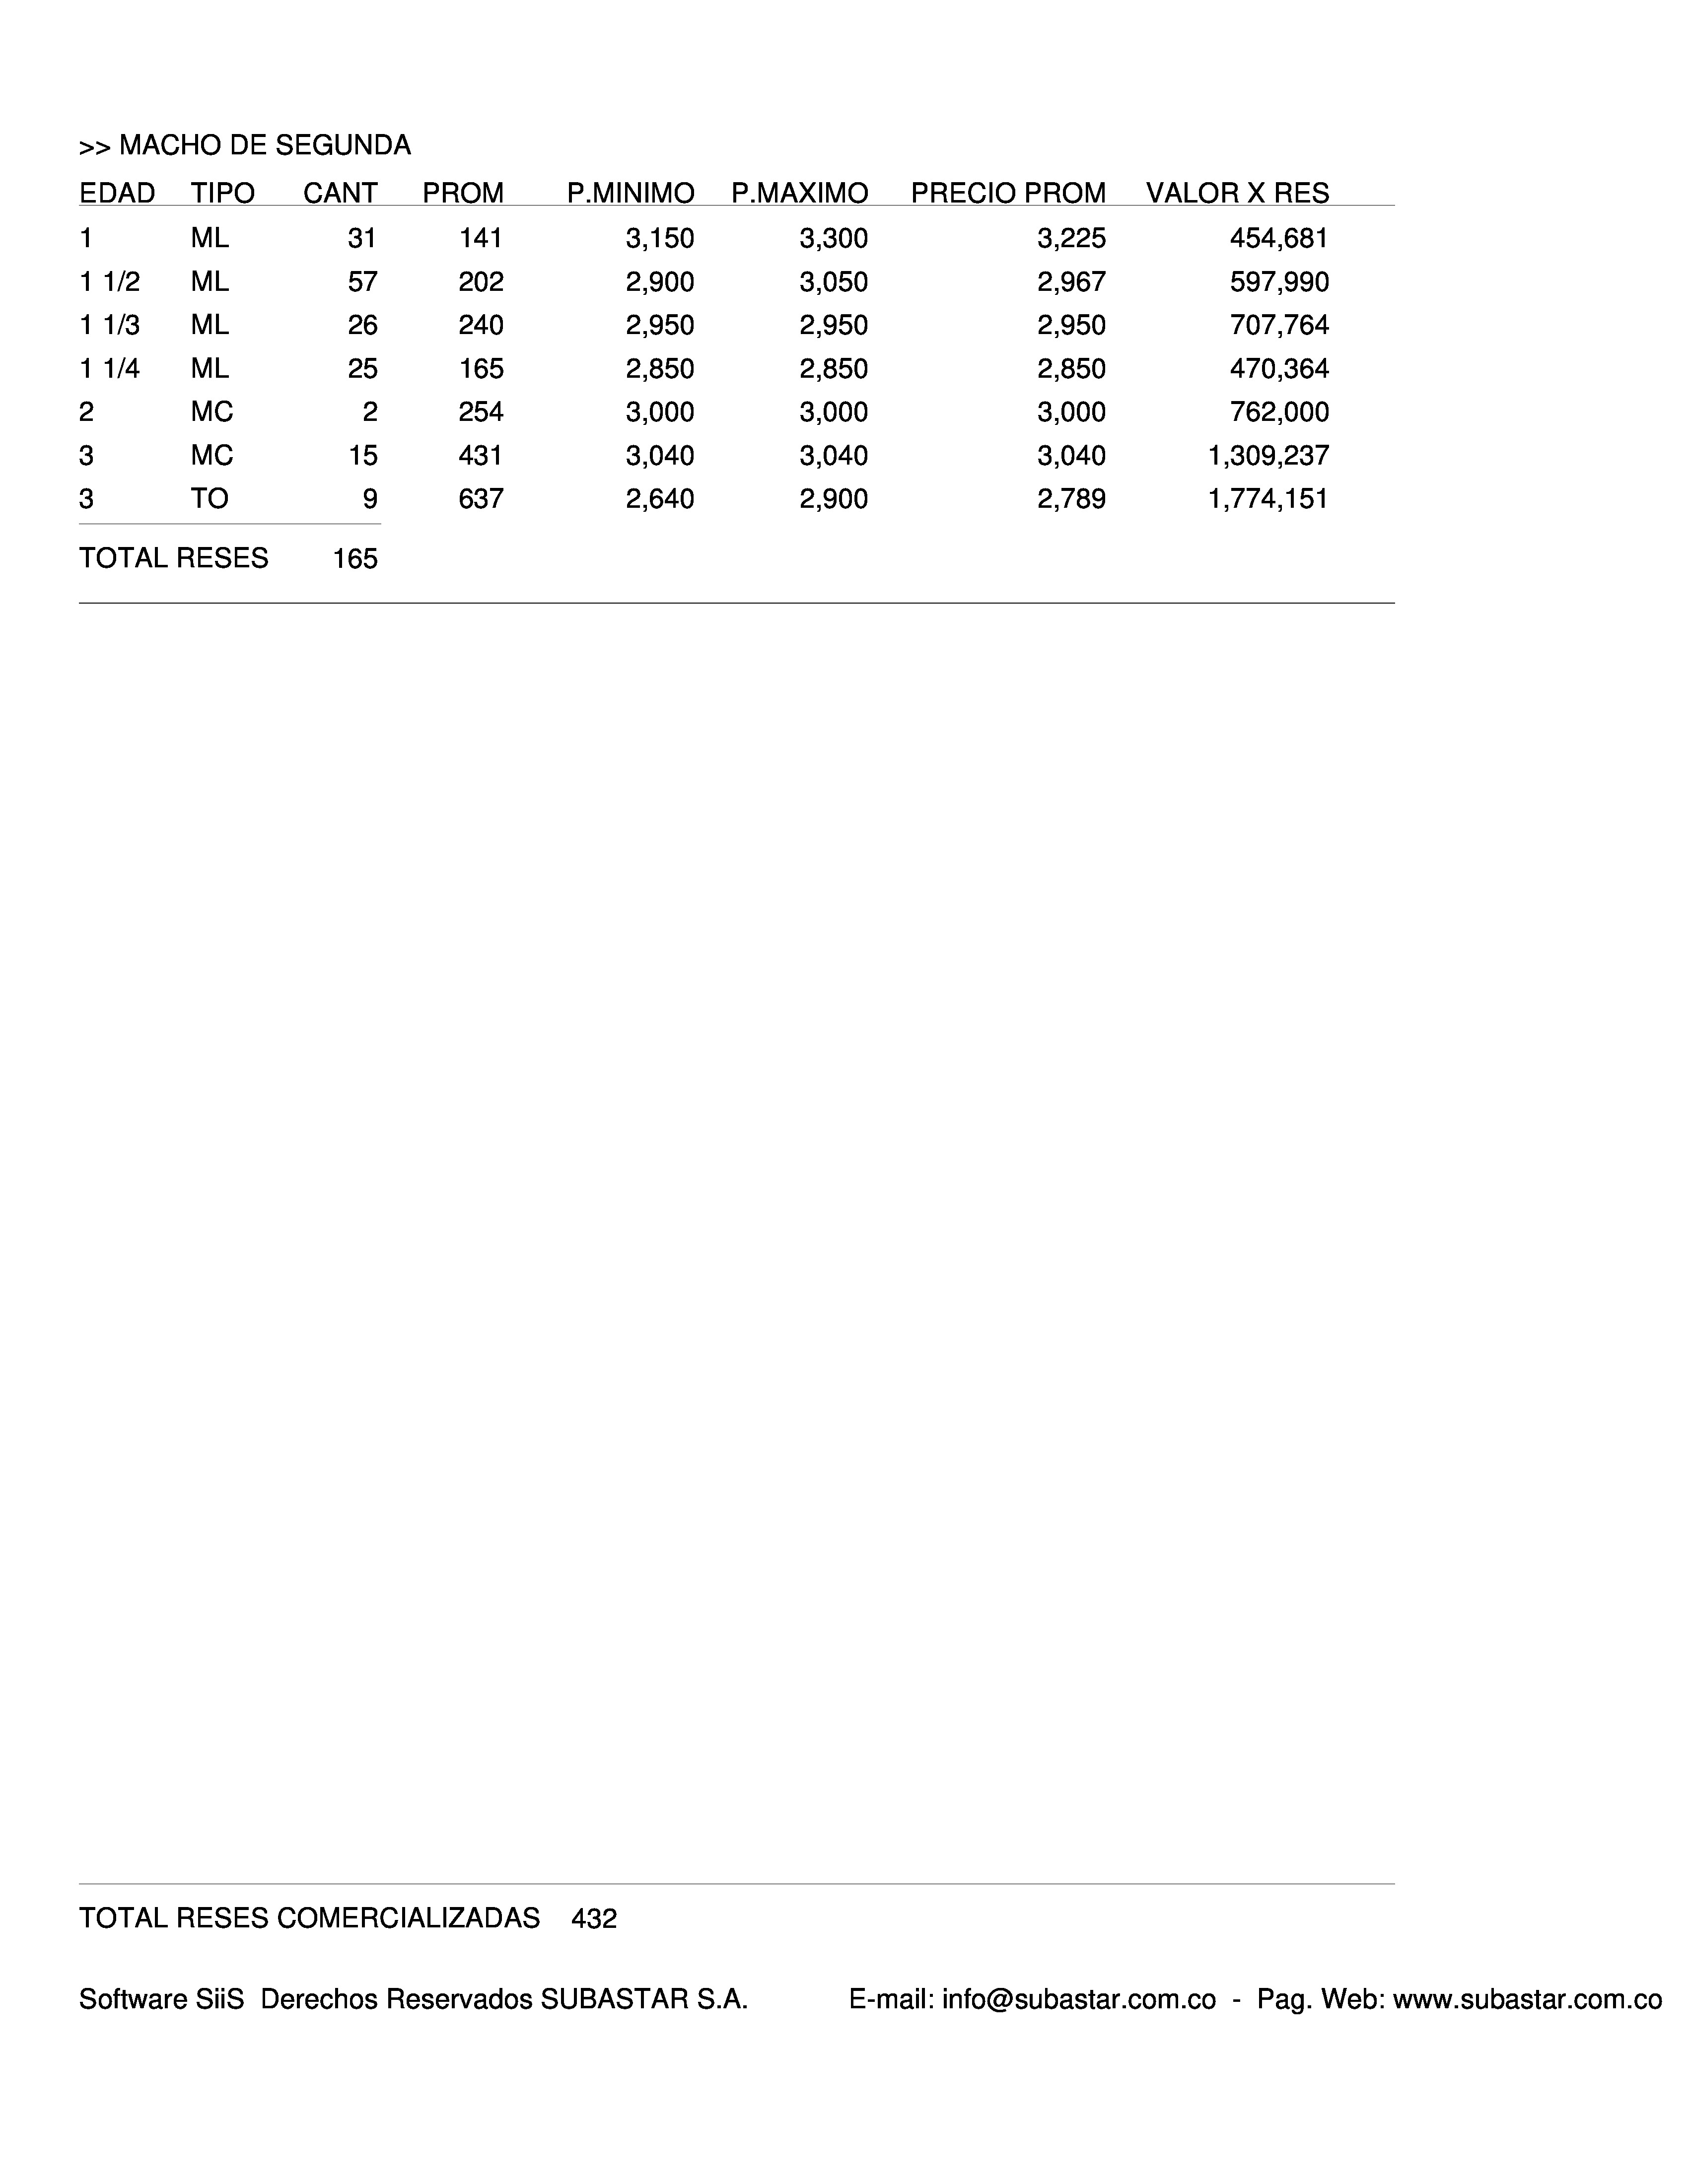 >> MACHO DE SEGUNDA
EDAD TIPO CANT PROM P.MINIMO P.MAXIMO PRECIO PROM VALOR X RES
1 ML 31 141 3,150 3,300 3,225 454,681
1 1/2 ML 57 202 2,900 3,050 2,967 597,990
1 1/3 ML 26 240 2,950 2,950 2,950 707,764
1 1/4 ML 25 165 2,850 2,850 2,850 470,364
2 MC 2 254 3,000 3,000 3,000 762,000
3 MC 15 431 3,040 3,040 3,040 1,309,237
3 TO 9 637 2,640 2,900 2,789 1,774,151
TOTAL RESES 165
TOTAL RESES COMERCIALIZADAS 432
Software SiiS Derechos Reservados SUBASTAR S.A. E-mail: info@subastar.com.co - Pag. Web: www.subastar.com.co